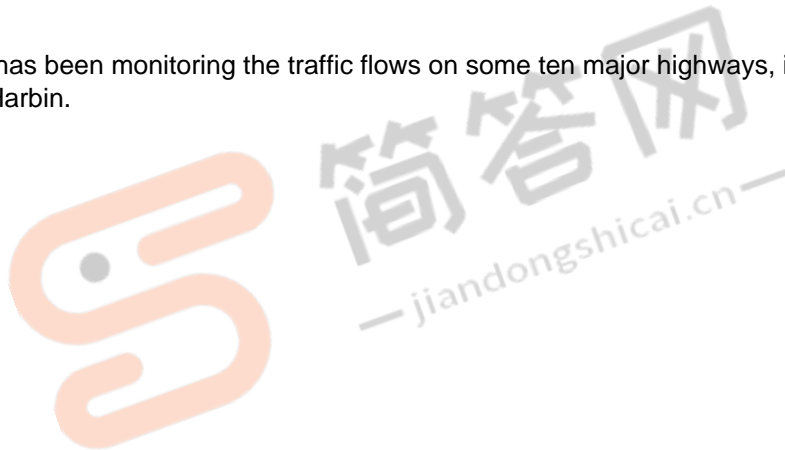 has been monitoring the traffic flows on some ten major highways, i
Harbin.
简答网
jiandongshicai.cn